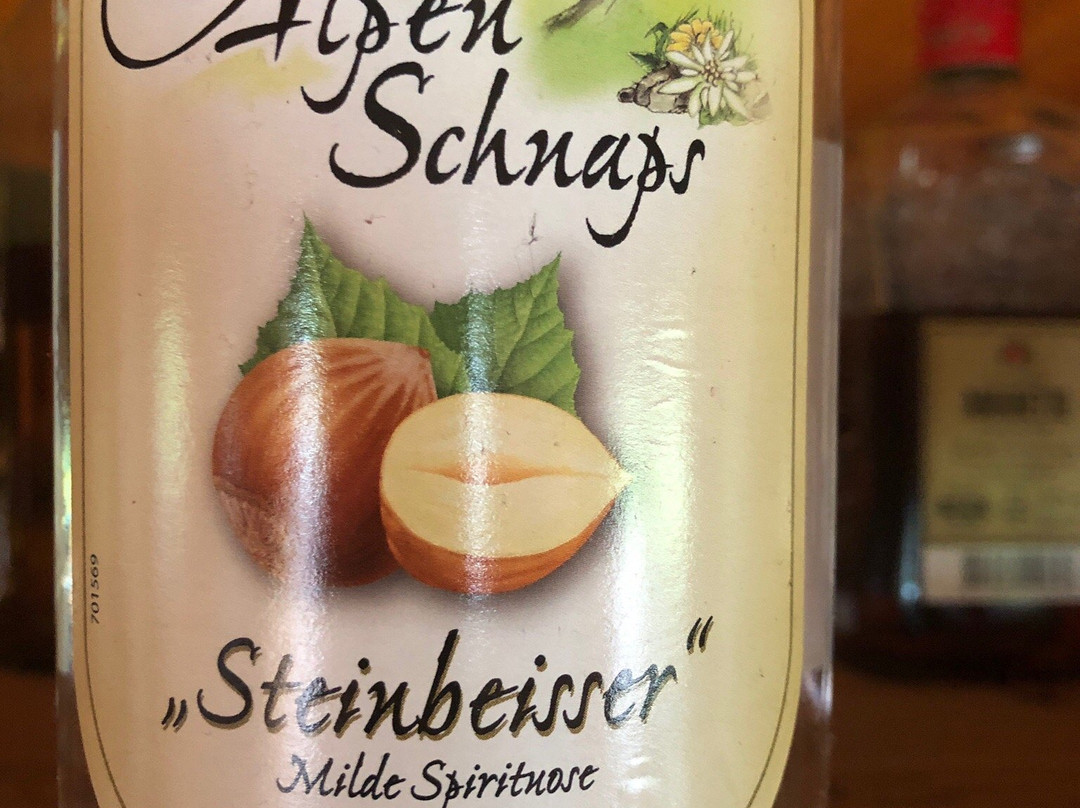 Alpen
Schnaps
701569
„Steinbeisser“
Milde Spirituose